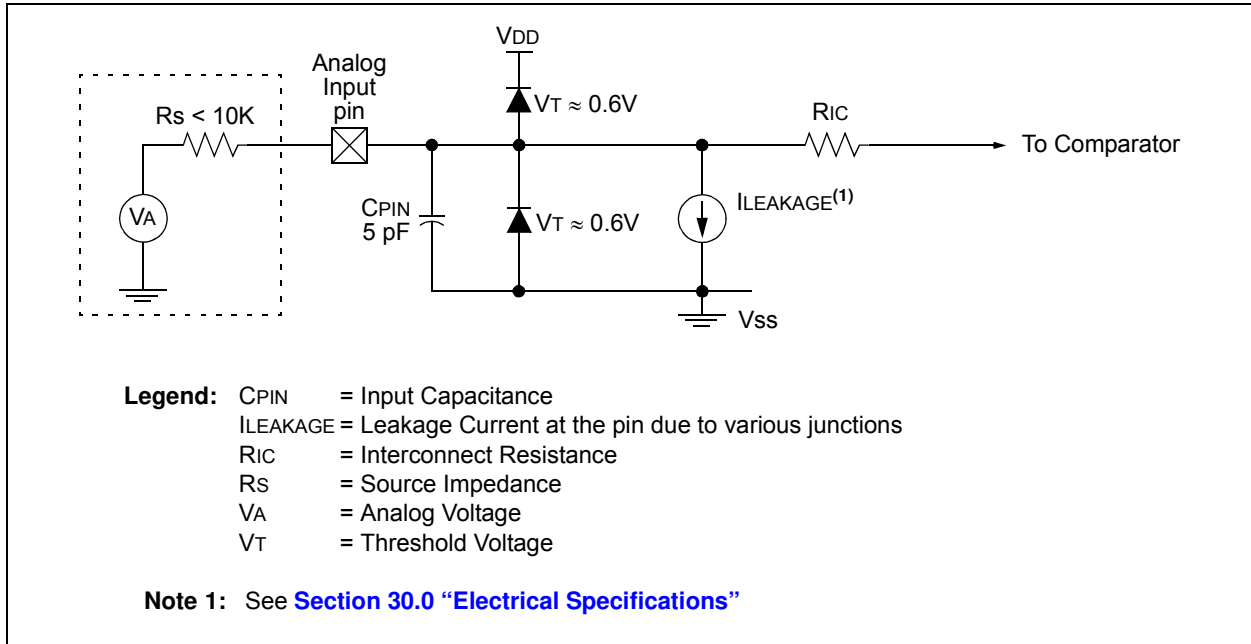 VDD
Analog
Input
pin
Rs < 10K
VT ≈ 0.6V
RIC
To Comparator
VA
CPIN
5 pF
VT ≈ 0.6V
ILEAKAGE(1)
Vss
Legend: CPIN = Input Capacitance
ILEAKAGE = Leakage Current at the pin due to various junctions
RIC = Interconnect Resistance
RS = Source Impedance
VA = Analog Voltage
VT = Threshold Voltage
Note 1: See Section 30.0 “Electrical Specifications”